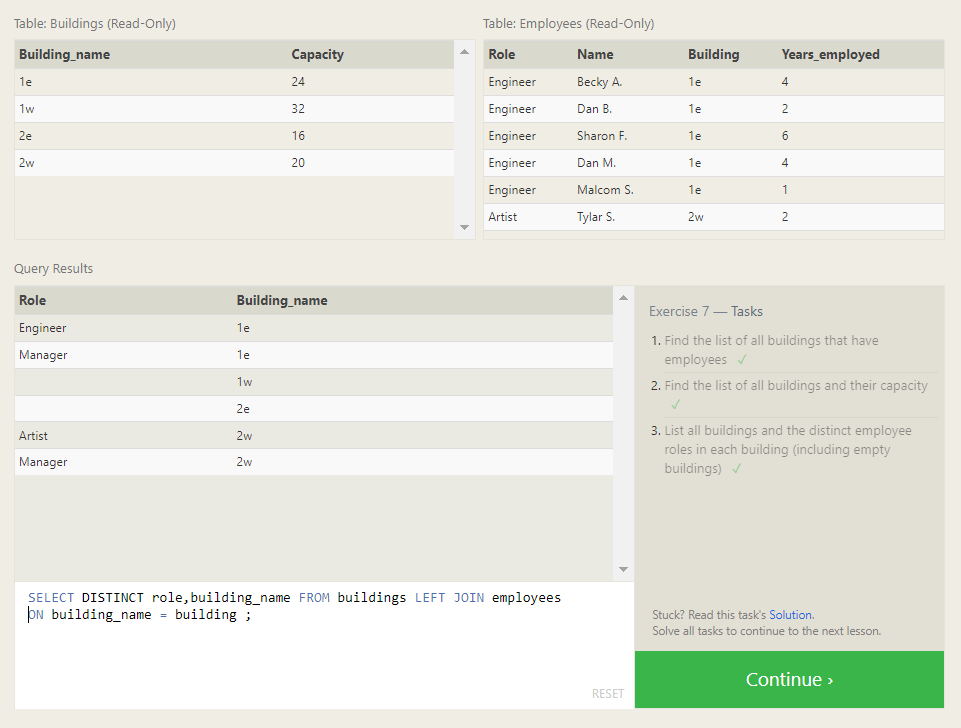 Table: Buildings (Read-Only)
Building_name Capacity
1e 24
1w 32
2e 16
2w 20
Table: Employees (Read-Only)
Role Name Building Years_employed
Engineer Becky A. 1e 4
Engineer Dan B. 1e 2
Engineer Sharon F. 1e 6
Engineer Dan M. 1e 4
Engineer Malcom S. 1e 1
Artist Tylar S. 2w 2
Query Results
Role Building_name
Engineer 1e
Manager 1e
1w
2e
Artist 2w
Manager 2w
SELECT DISTINCT role,building_name FROM buildings LEFT JOIN employees
ON building_name = building ;
RESET
Exercise 7 — Tasks
1. Find the list of all buildings that have
employees ✓
2. Find the list of all buildings and their capacity
✓
3. List all buildings and the distinct employee
roles in each building (including empty
buildings) ✓
Stuck? Read this task's Solution.
Solve all tasks to continue to the next lesson.
Continue ›